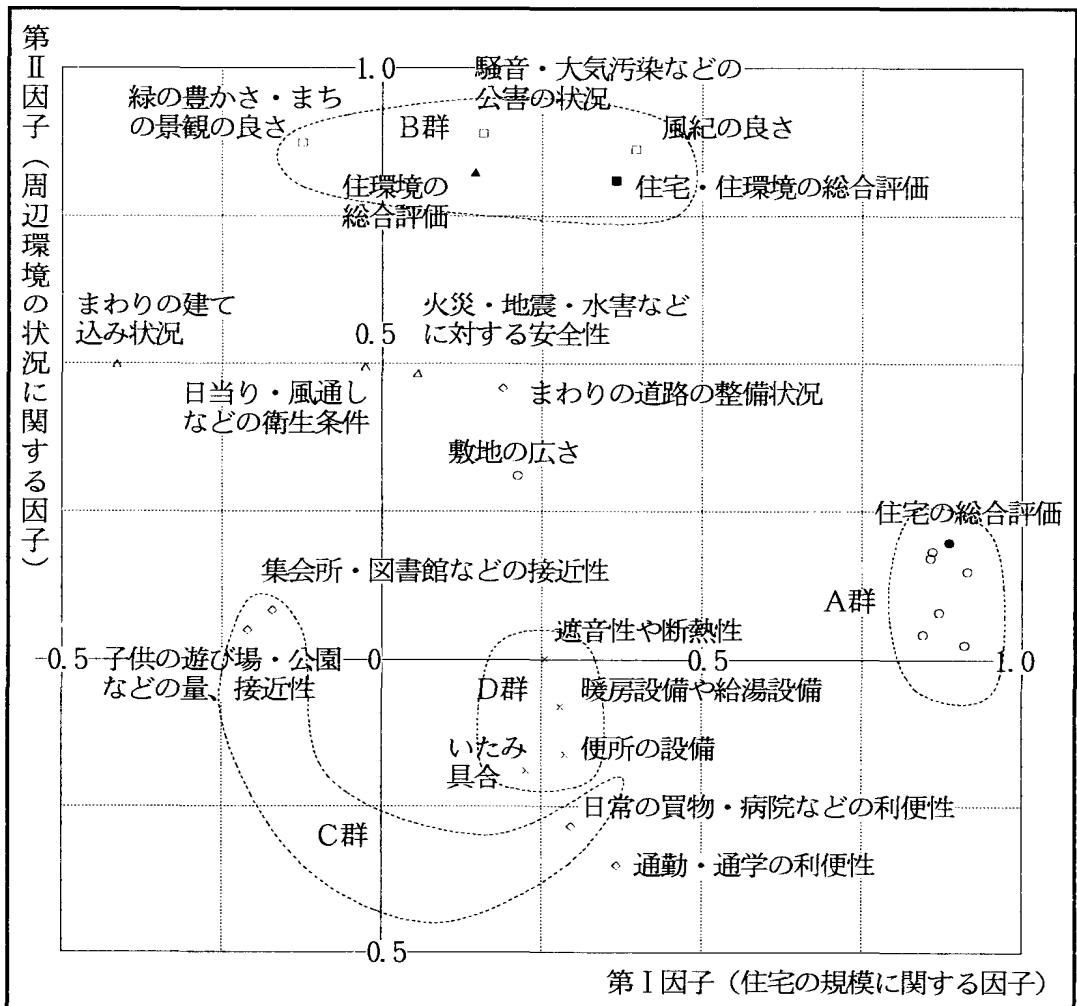 第Ⅱ因子（周辺環境の状況に関する因子）
1.0
騒音・大気汚染などの
公害の状況
緑の豊かさ・まち
の景観の良さ
B群
風紀の良さ
住環境の
総合評価
住宅・住環境の総合評価
まわりの建て
込み状況
0.5
火災・地震・水害など
に対する安全性
日当り・風通し
などの衛生条件
まわりの道路の整備状況
敷地の広さ
住宅の総合評価
集会所・図書館などの接近性
A群
遮音性や断熱性
-0.5
子供の遊び場・公園
などの量、接近性
0
0.5
1.0
D群
暖房設備や給湯設備
いたみ
具合
便所の設備
日常の買物・病院などの利便性
C群
通勤・通学の利便性
-0.5
第Ⅰ因子（住宅の規模に関する因子）